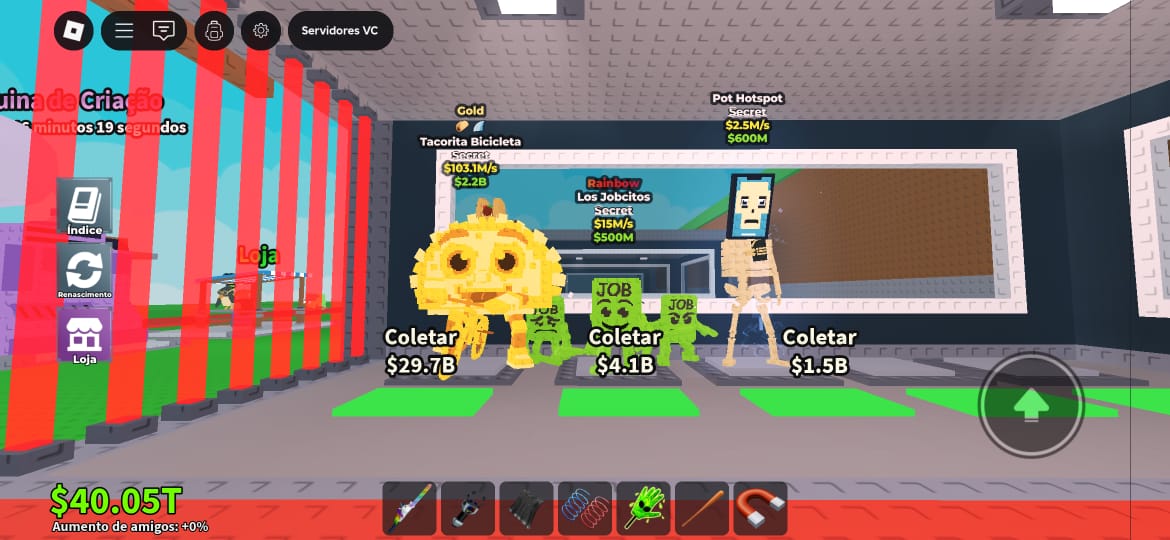 Servidores VC
uina de Criação
minutos 19 segundos
Índice
Renascimento
Loja
Loja
Gold
Tacorita Bicicleta
Secret
$103.1M/s
$2.2B
Rainbow
Los Jobcitos
Secret
$15M/s
$500M
Pot Hotspot
Secret
$2.5M/s
$600M
JOB
JOB
JOB
Coletar
$29.7B
Coletar
$4.1B
Coletar
$1.5B
$40.05T
Aumento de amigos: +0%